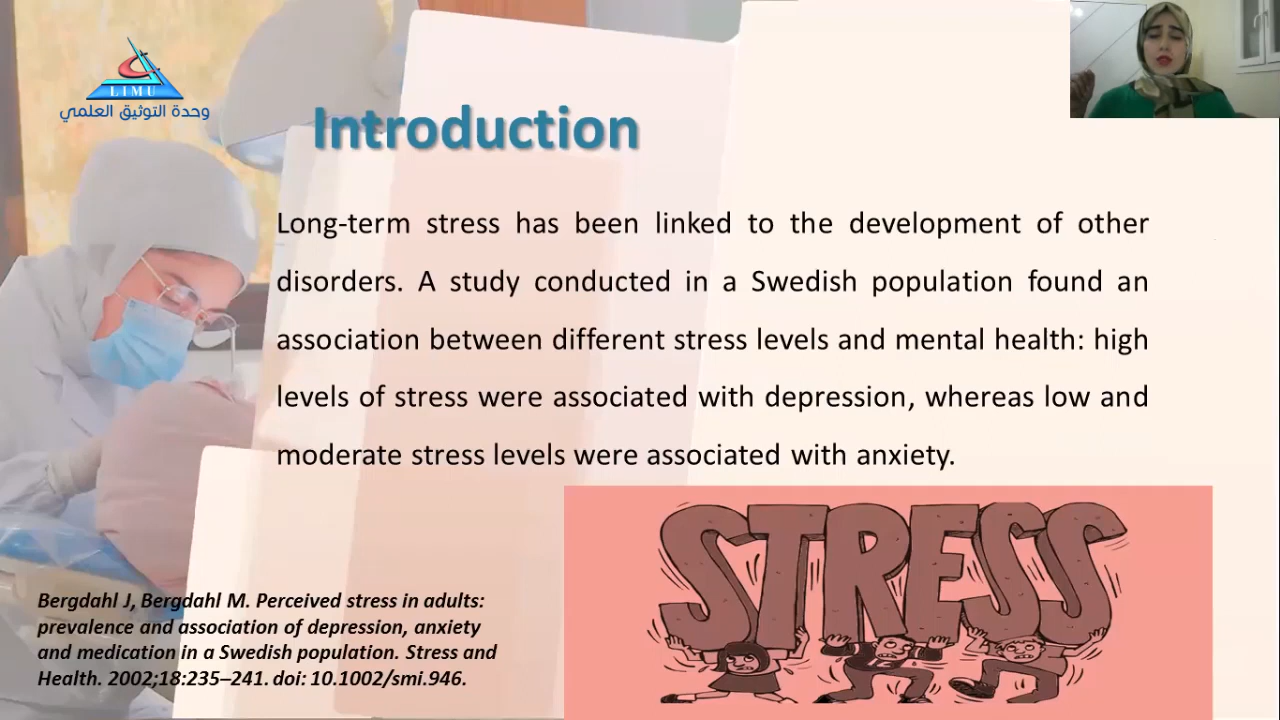 LIMU
وحدة التوثيق العلمي
Introduction
Long-term stress has been linked to the development of other
disorders. A study conducted in a Swedish population found an
association between different stress levels and mental health: high
levels of stress were associated with depression, whereas low and
moderate stress levels were associated with anxiety.
STRESS
Bergdahl J, Bergdahl M. Perceived stress in adults:
prevalence and association of depression, anxiety
and medication in a Swedish population. Stress and
Health. 2002;18:235–241. doi: 10.1002/smi.946.